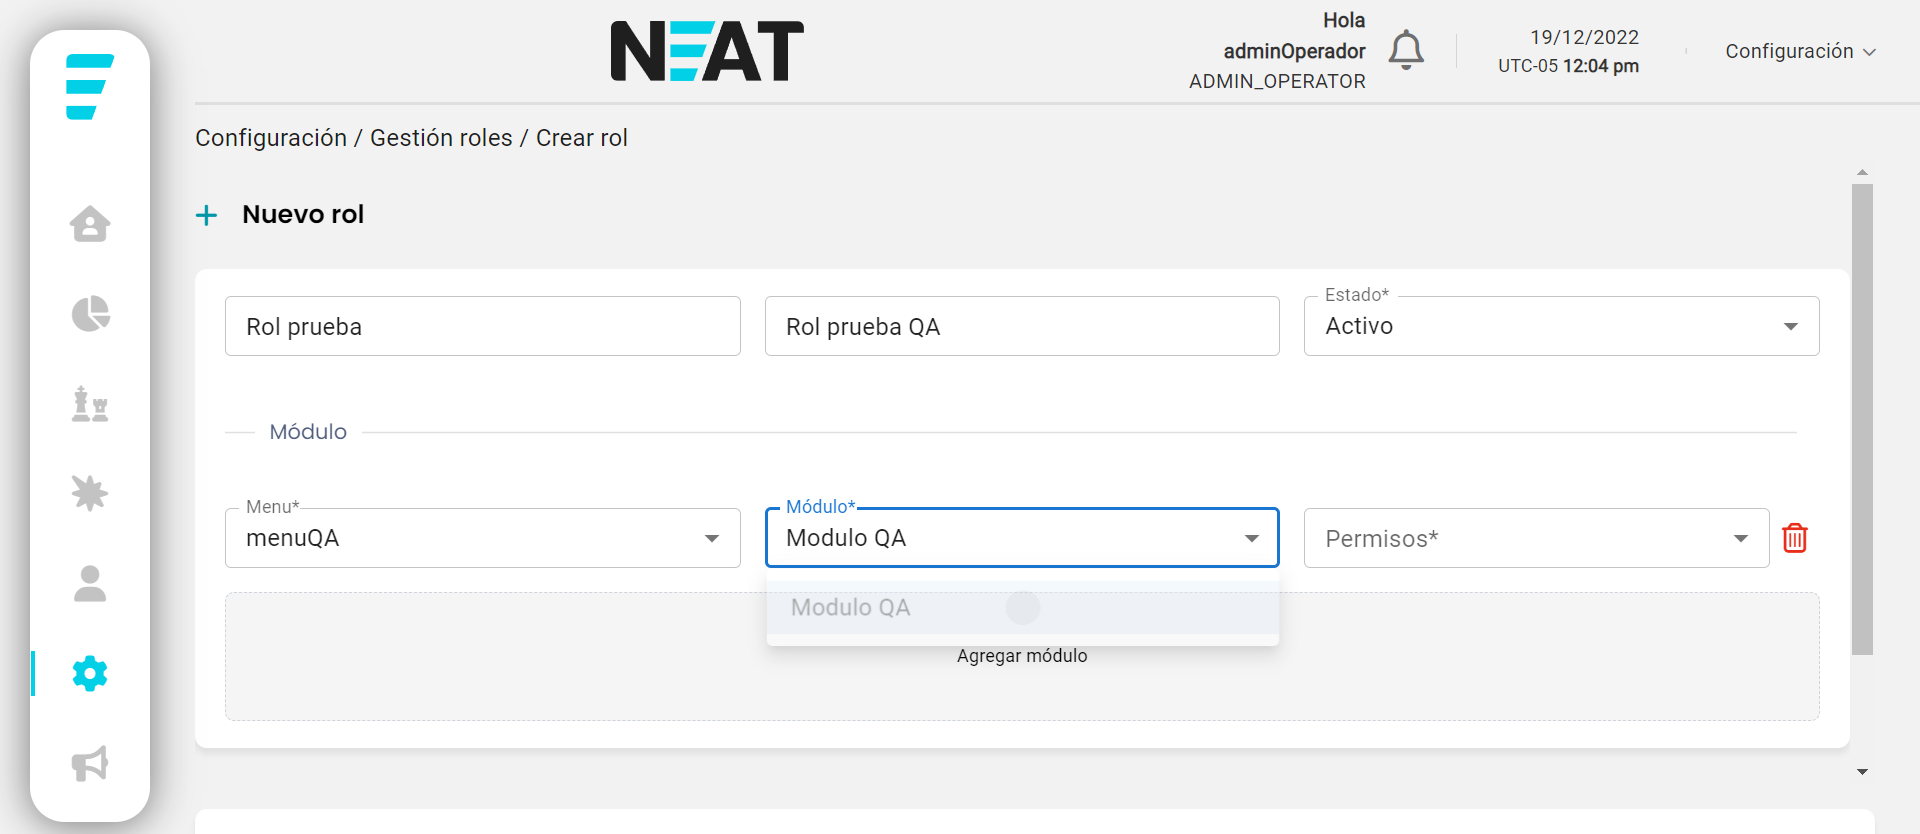 NEAT
Hola
adminOperador
ADMIN_OPERATOR
19/12/2022
UTC-05 12:04 pm
Configuración
Configuración / Gestión roles / Crear rol
+ Nuevo rol
Rol prueba
Rol prueba QA
Estado*
Activo
Módulo
Menu*
menuQA
Módulo*
Modulo QA
Permisos*
Modulo QA
Agregar módulo